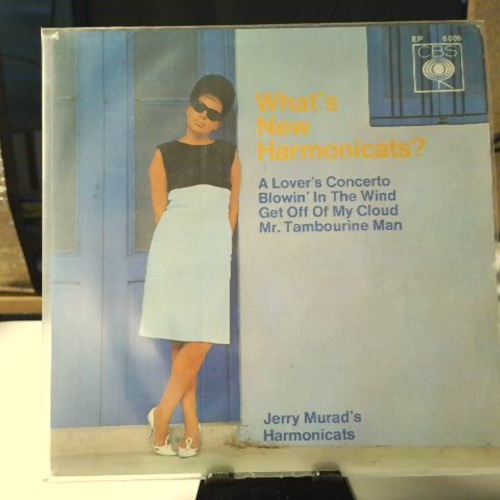 EP 6006
CBS
What's
New
Harmonicats?
A Lover's Concerto
Blowin' In The Wind
Get Off Of My Cloud
Mr. Tambourine Man
Jerry Murad's
Harmonicats